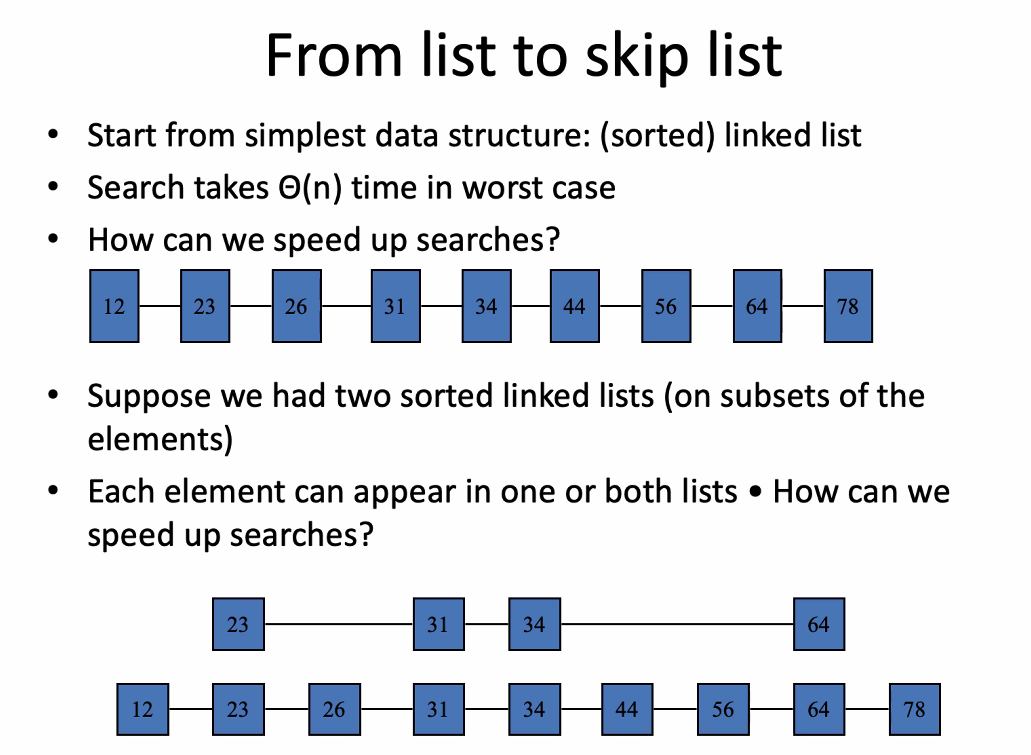 From list to skip list
• Start from simplest data structure: (sorted) linked list
• Search takes Θ(n) time in worst case
• How can we speed up searches?
12 23 26 31 34 44 56 64 78
• Suppose we had two sorted linked lists (on subsets of the
elements)
• Each element can appear in one or both lists • How can we
speed up searches?
23 31 34 64
12 23 26 31 34 44 56 64 78